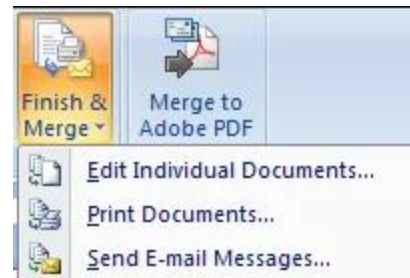 Finish &
Merge
Merge to
Adobe PDF
Edit Individual Documents...
Print Documents...
Send E-mail Messages...